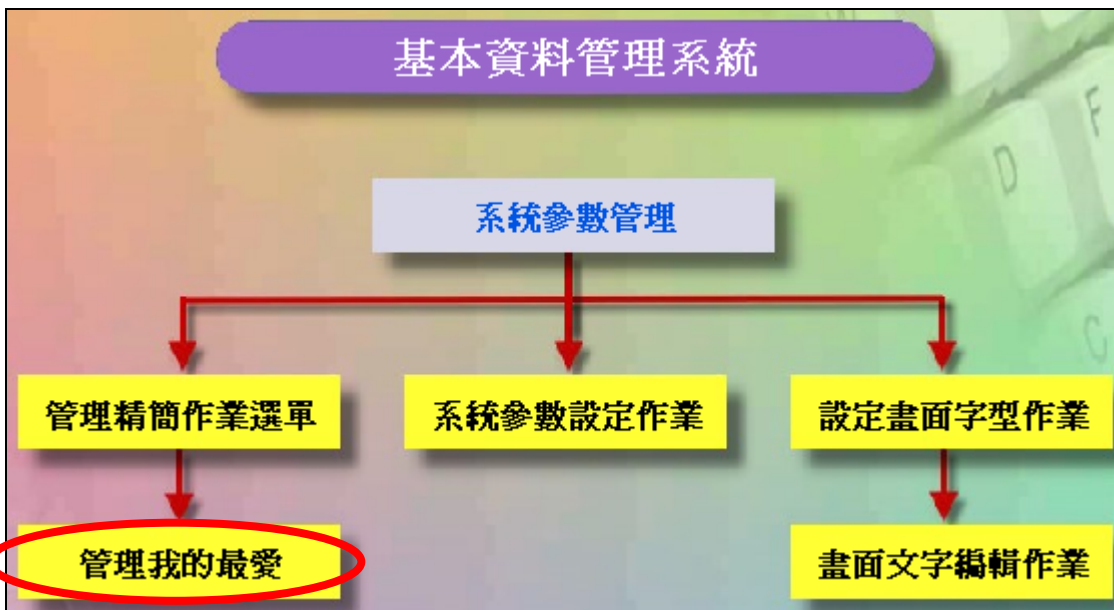 基本資料管理系統
系統參數管理
管理精簡作業選單
系統參數設定作業
設定畫面字型作業
管理我的最愛
畫面文字編輯作業
D
F
C